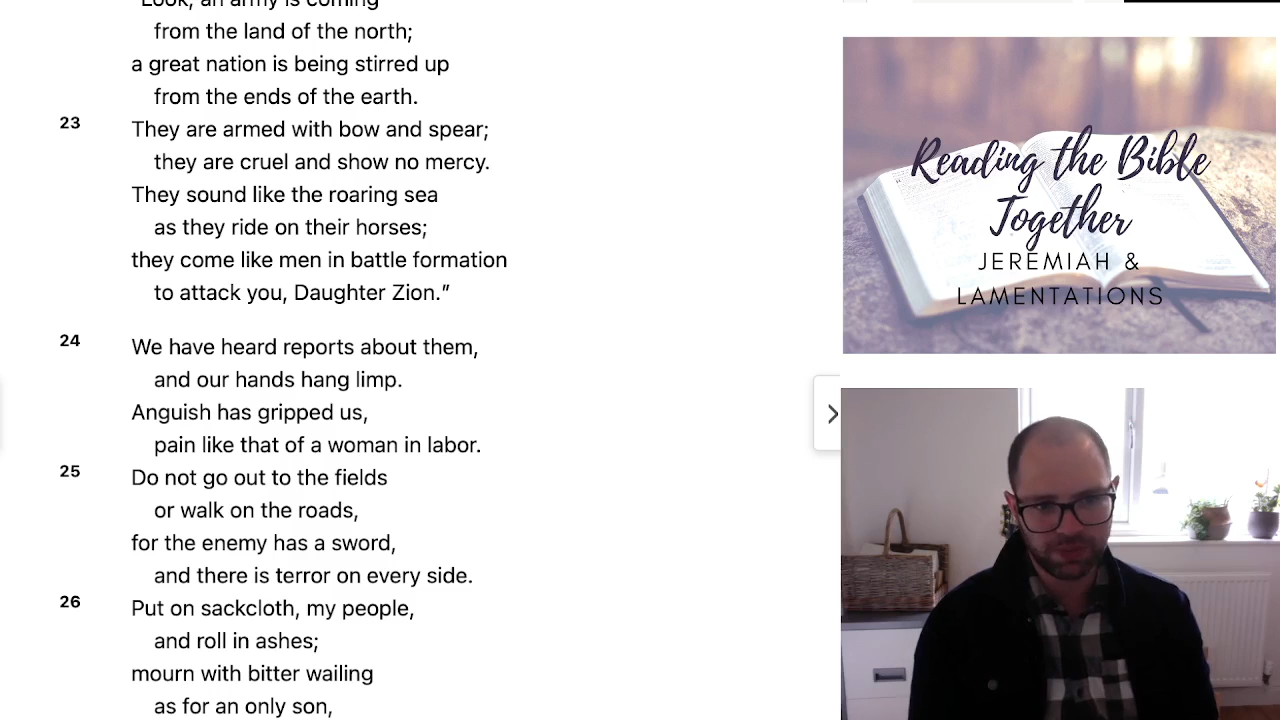 "Look, an army is coming
from the land of the north;
a great nation is being stirred up
from the ends of the earth.
23 They are armed with bow and spear;
they are cruel and show no mercy.
They sound like the roaring sea
as they ride on their horses;
they come like men in battle formation
to attack you, Daughter Zion.”
24 We have heard reports about them,
and our hands hang limp.
Anguish has gripped us,
pain like that of a woman in labor.
25 Do not go out to the fields
or walk on the roads,
for the enemy has a sword,
and there is terror on every side.
26 Put on sackcloth, my people,
and roll in ashes;
mourn with bitter wailing
as for an only son,
Reading the Bible
Together
JEREMIAH &
LAMENTATIONS